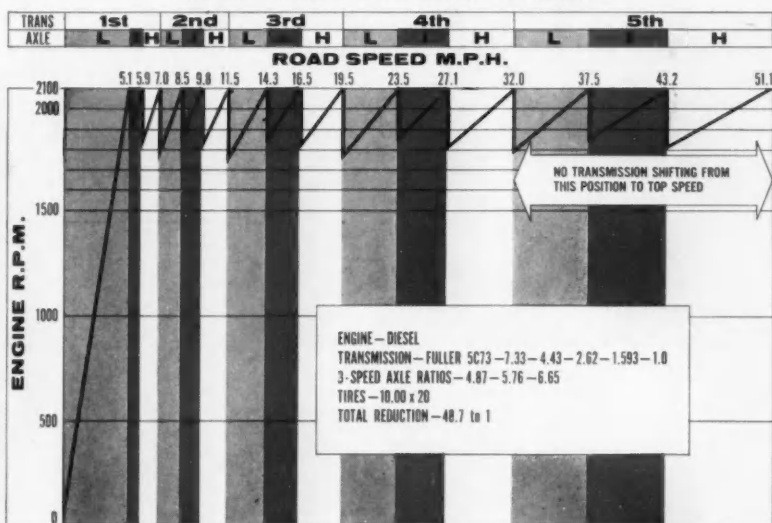 TRANS 1st 2nd 3rd 4th 5th
AXLE L I H L I H L I H L I H L I H
ROAD SPEED M.P.H.
5.1 5.9 7.0 8.5 9.8 11.5 14.3 16.5 19.5 23.5 27.1 32.0 37.5 43.2 51.1
2100
2000
NO TRANSMISSION SHIFTING FROM
THIS POSITION TO TOP SPEED
1500
ENGINE R.P.M.
1000
ENGINE—DIESEL
TRANSMISSION—FULLER 5C73—7.33—4.43—2.62—1.593—1.0
3-SPEED AXLE RATIOS—4.87—5.76—6.65
TIRES—10.00 x 20
TOTAL REDUCTION—48.7 to 1
500
0